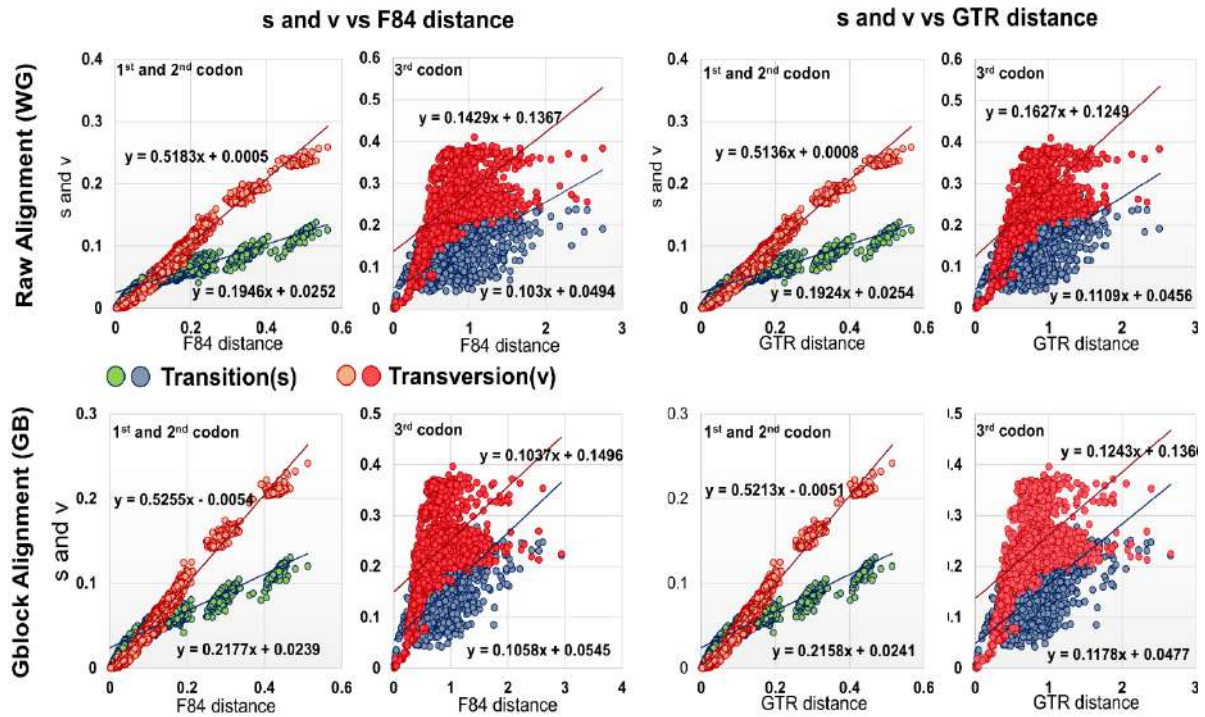 s and v vs F84 distance
s and v vs GTR distance
Raw Alignment (WG)
s and v
0.4
0.3
0.2
0.1
0
1st and 2nd codon
y = 0.5183x + 0.0005
y = 0.1946x + 0.0252
0 0.2 0.4 0.6
F84 distance
0.6
0.5
0.4
0.3
0.2
0.1
0
3rd codon
y = 0.1429x + 0.1367
y = 0.103x + 0.0494
0 1 2 3
F84 distance
s and v
0.4
0.3
0.2
0.1
0
1st and 2nd codon
y = 0.5136x + 0.0008
y = 0.1924x + 0.0254
0 0.2 0.4 0.6
GTR distance
0.6
0.5
0.4
0.3
0.2
0.1
0
3rd codon
y = 0.1627x + 0.1249
y = 0.1109x + 0.0456
0 1 2 3
GTR distance
Transition(s)
Transversion(v)
Gblock Alignment (GB)
s and v
0.3
0.2
0.1
0
1st and 2nd codon
y = 0.5255x - 0.0054
y = 0.2177x + 0.0239
0 0.2 0.4 0.6
F84 distance
0.5
0.4
0.3
0.2
0.1
0
3rd codon
y = 0.1037x + 0.1496
y = 0.1058x + 0.0545
0 1 2 3 4
F84 distance
0.3
0.2
0.1
0
1st and 2nd codon
y = 0.5213x - 0.0051
y = 0.2158x + 0.0241
0 0.2 0.4 0.6
GTR distance
0.4
0.3
0.2
0.1
0
3rd codon
y = 0.1243x + 0.136
y = 0.1178x + 0.0477
0 1 2 3
GTR distance